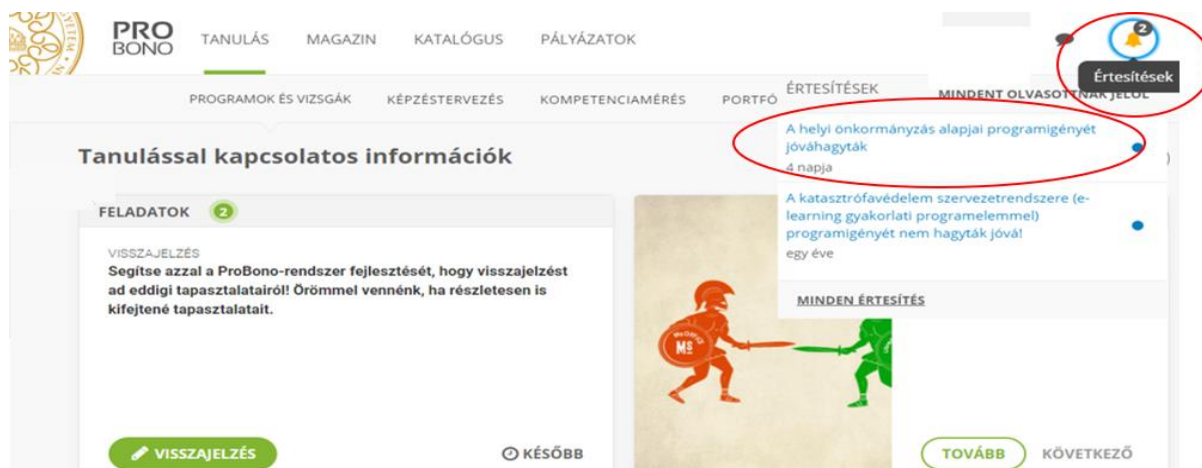 PRO
BONO
TANULÁS
MAGAZIN
KATALÓGUS
PÁLYÁZATOK
2
Értesítések
PROGRAMOK ÉS VIZSGÁK
KÉPZÉSTERVEZÉS
KOMPETENCIAMÉRÉS
PORTFÓ
ÉRTESÍTÉSEK
MINDENT OLVASOTTNAK JELÖL
A helyi önkormányzás alapjai programigényét
jóváhagyták
4 napja
A katasztrófavédelem szervezetrendszere (e-
learning gyakorlati programelemmel)
programigényét nem hagyták jóvá!
egy éve
MINDEN ÉRTESÍTÉS
Tanulással kapcsolatos információk
FELADATOK 2
VISSZAJELZÉS
Segítse azzal a ProBono-rendszer fejlesztését, hogy visszajelzést
ad eddigi tapasztalatairól! Örömmel vennénk, ha részletesen is
kifejtené tapasztalatait.
VISSZAJELZÉS
KÉSŐBB
MS
TOVÁBB
KÖVETKEZŐ